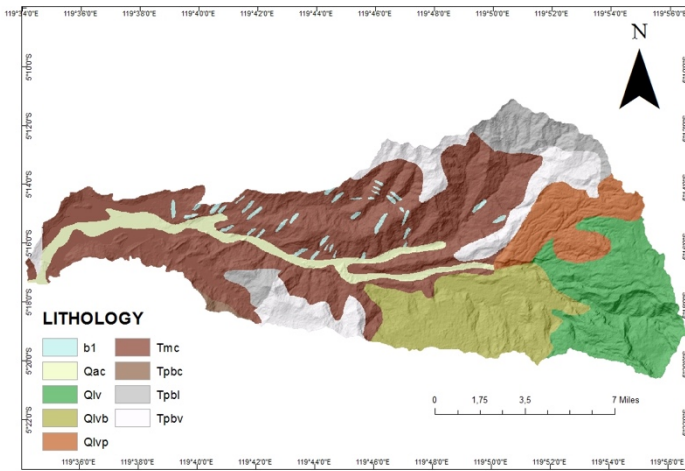 119°34'0"E 119°36'0"E 119°38'0"E 119°40'0"E 119°42'0"E 119°44'0"E 119°46'0"E 119°48'0"E 119°50'0"E 119°52'0"E 119°54'0"E 119°56'0"E
N
5°10'0"S
5°12'0"S
5°14'0"S
5°16'0"S
5°18'0"S
5°20'0"S
5°22'0"S
LITHOLOGY
b1 Tmc
Qac Tpbc
Qlv Tpbl
Qlvb Tpbv
Qlvp
0 1,75 3,5 7 Miles
119°36'0"E 119°38'0"E 119°40'0"E 119°42'0"E 119°44'0"E 119°46'0"E 119°48'0"E 119°50'0"E 119°52'0"E 119°54'0"E 119°56'0"E